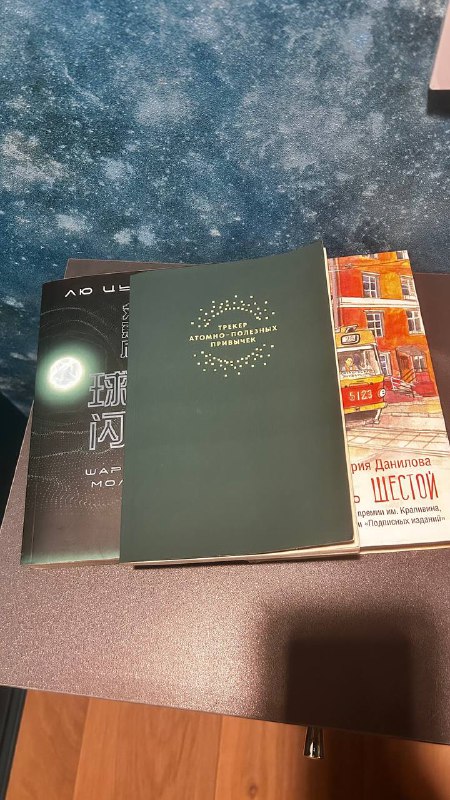 ЛЮ ЦЫ
球
闪
ШАР
МОЛ
ТРЕКЕР
АТОМНО-ПОЛЕЗНЫХ
ПРИВЫЧЕК
5123
рия Данилова
Ь ШЕСТОЙ
премии им. Крапивина,
и «Подписных изданий»